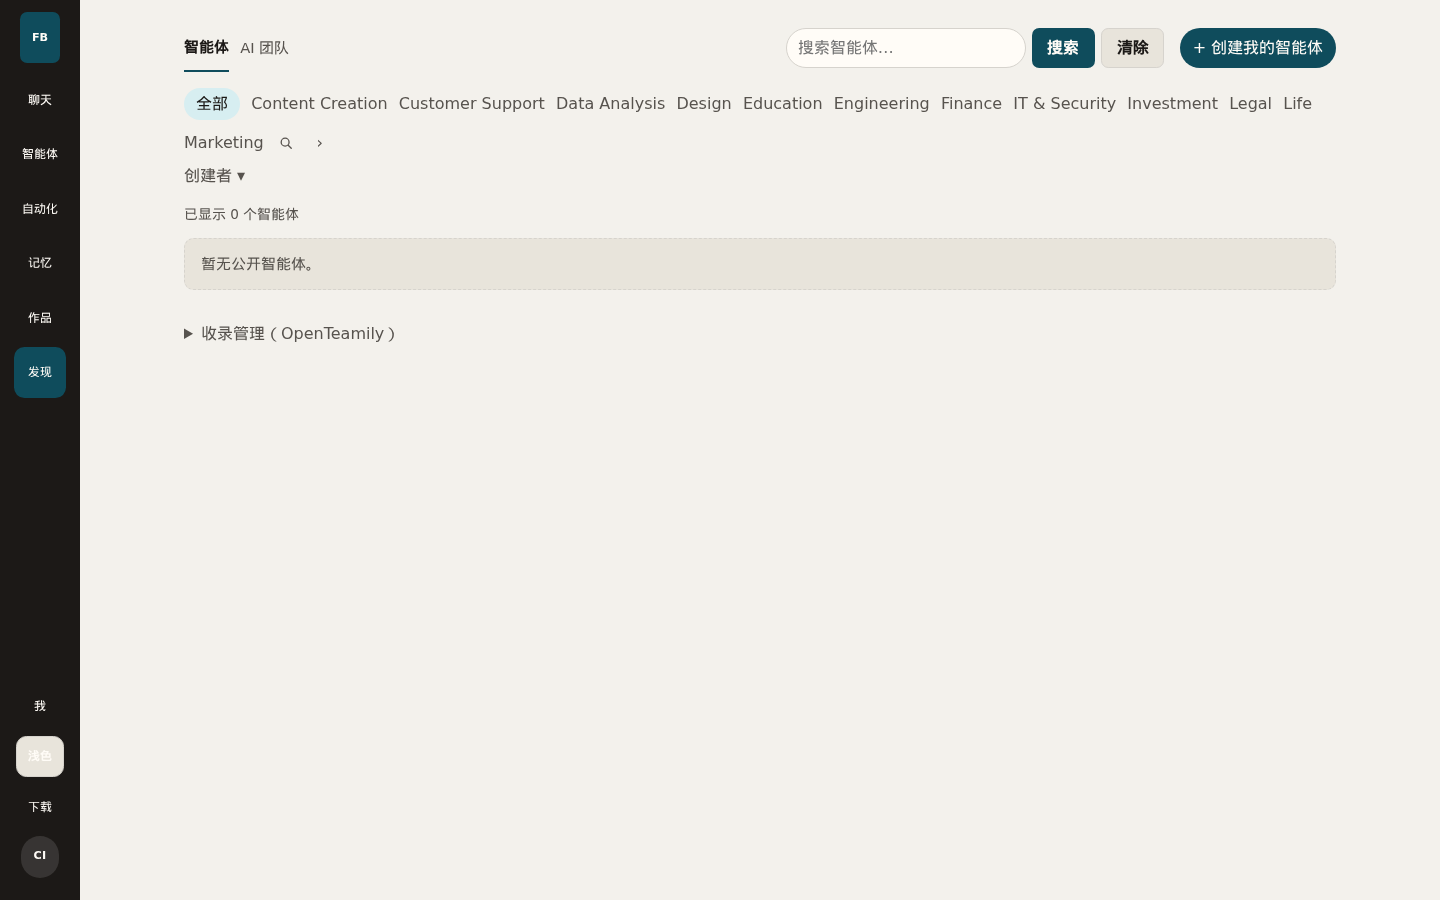 FB
聊天
智能体
自动化
记忆
作品
发现
我
浅色
下载
CI
智能体 AI 团队
搜索智能体... 搜索 清除 + 创建我的智能体
全部 Content Creation Customer Support Data Analysis Design Education Engineering Finance IT & Security Investment Legal Life
Marketing
创建者 ▾
已显示 0 个智能体
暂无公开智能体。
▶ 收录管理（OpenTeamily）